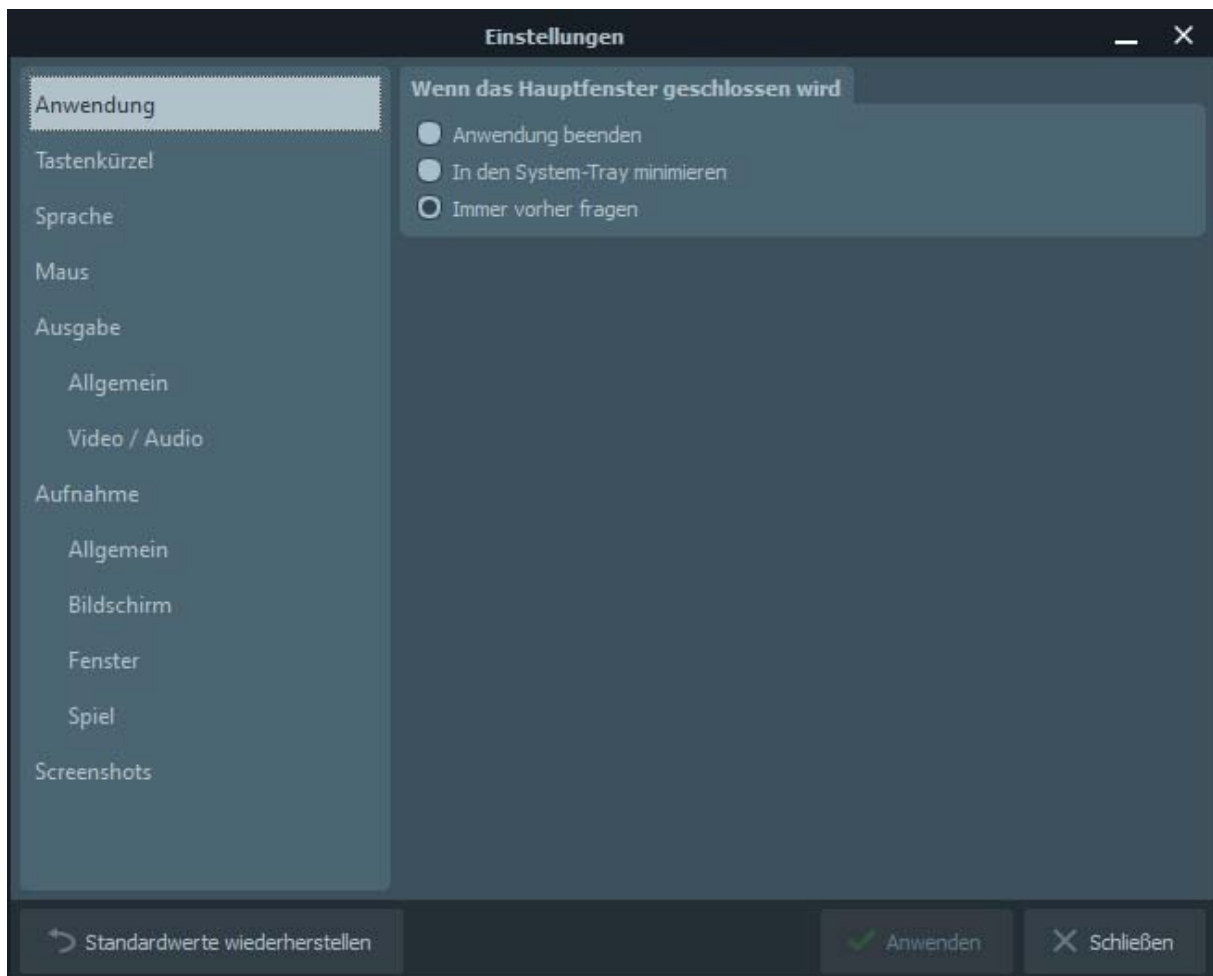 Einstellungen
Anwendung
Tastenkürzel
Sprache
Maus
Ausgabe
Allgemein
Video / Audio
Aufnahme
Allgemein
Bildschirm
Fenster
Spiel
Screenshots
Wenn das Hauptfenster geschlossen wird
Anwendung beenden
In den System-Tray minimieren
Immer vorher fragen
Standardwerte wiederherstellen
Anwenden
Schließen